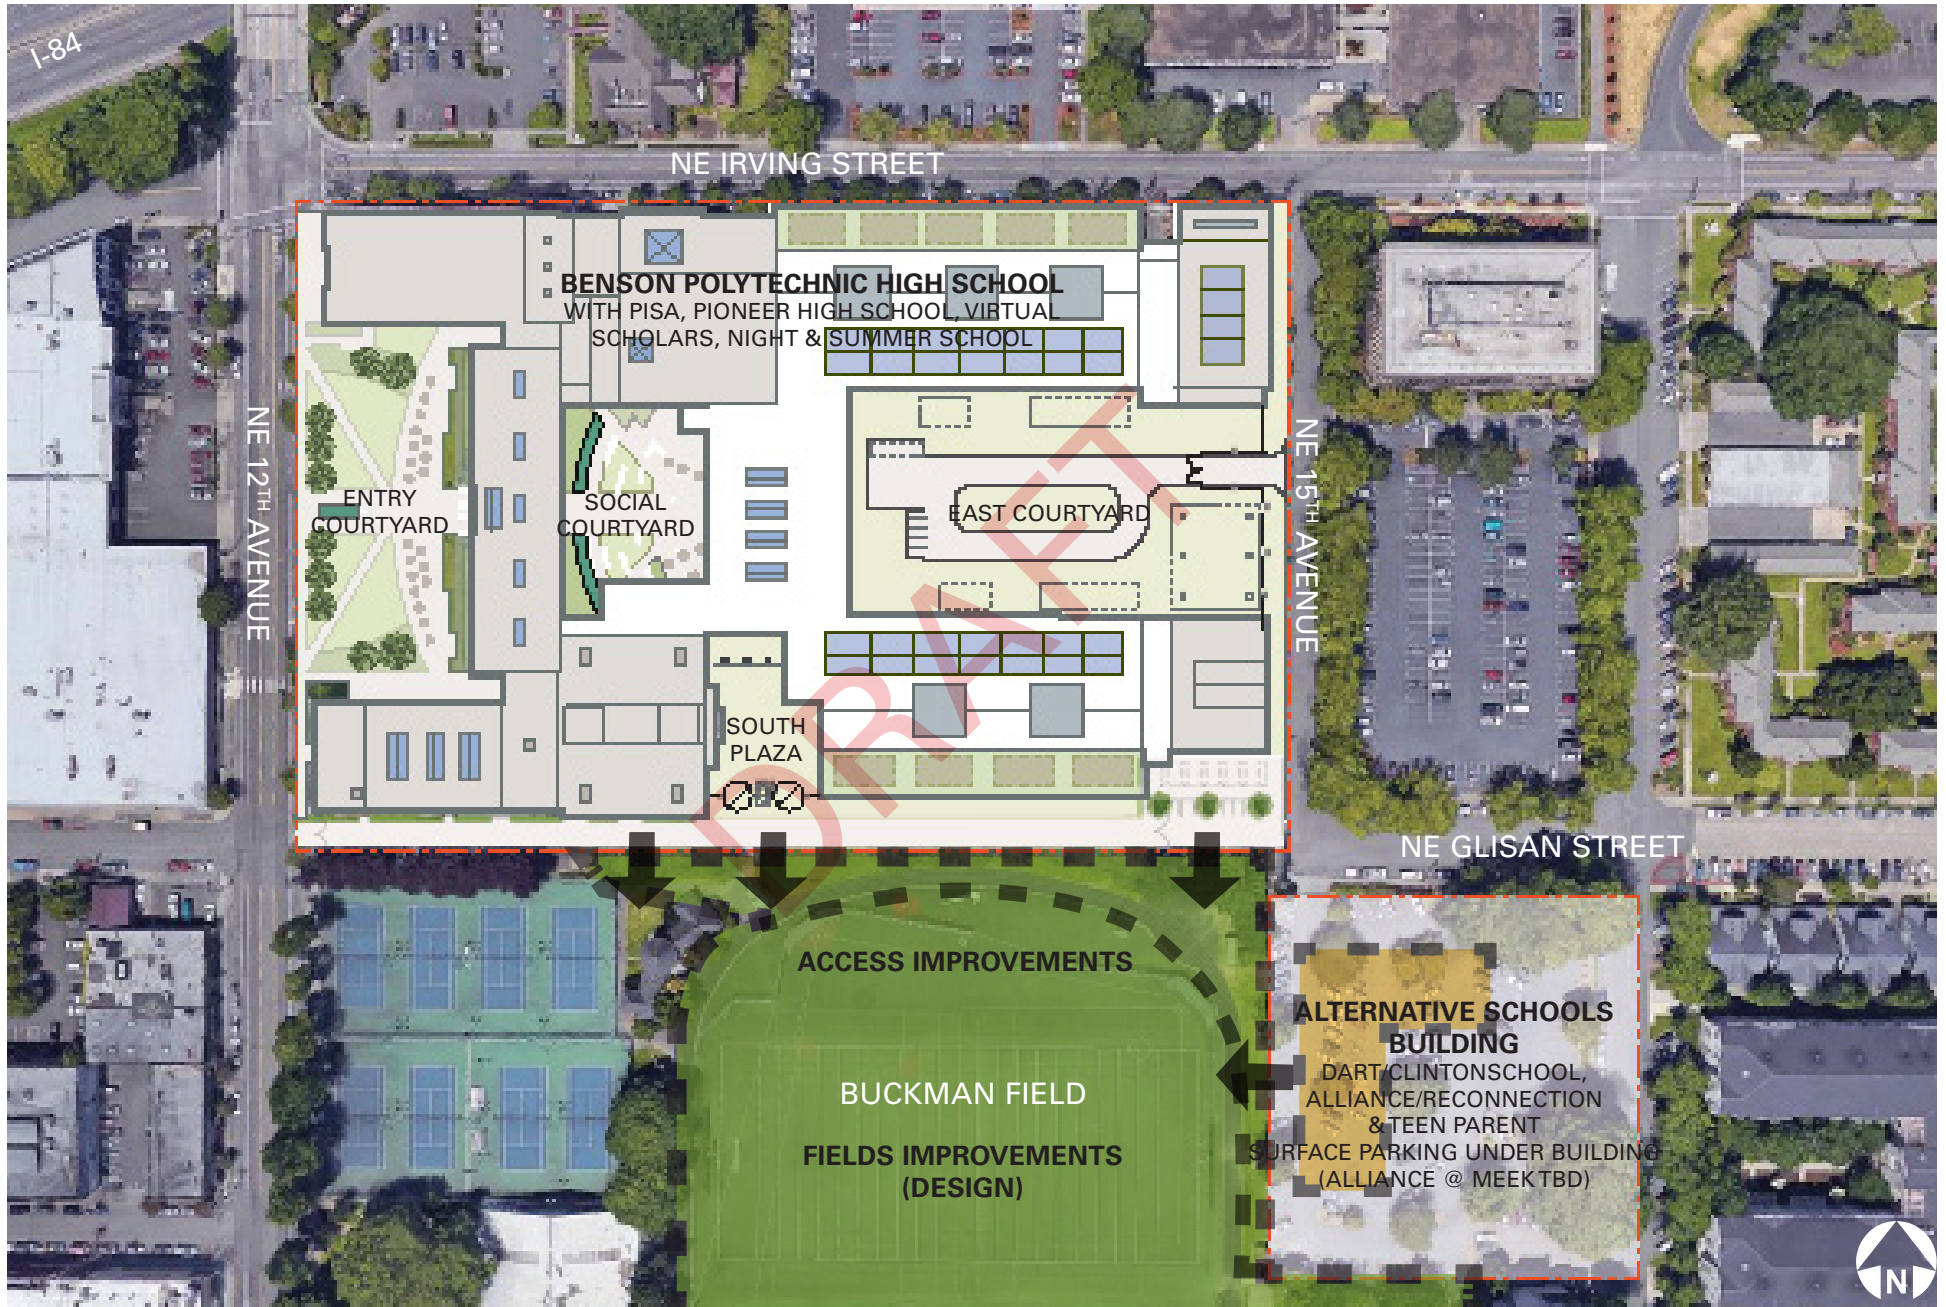 I-84
NE IRVING STREET
BENSON POLYTECHNIC HIGH SCHOOL
WITH PISA, PIONEER HIGH SCHOOL, VIRTUAL
SCHOLARS, NIGHT & SUMMER SCHOOL
NE 12TH AVENUE
ENTRY
COURTYARD
SOCIAL
COURTYARD
EAST COURTYARD
NE 15TH AVENUE
SOUTH
PLAZA
DRAFT
NE GLISAN STREET
ACCESS IMPROVEMENTS
BUCKMAN FIELD
FIELDS IMPROVEMENTS
(DESIGN)
ALTERNATIVE SCHOOLS
BUILDING
DART/CLINTONSCHOOL,
ALLIANCE/RECONNECTION
& TEEN PARENT
SURFACE PARKING UNDER BUILDING
(ALLIANCE @ MEEK TBD)
N